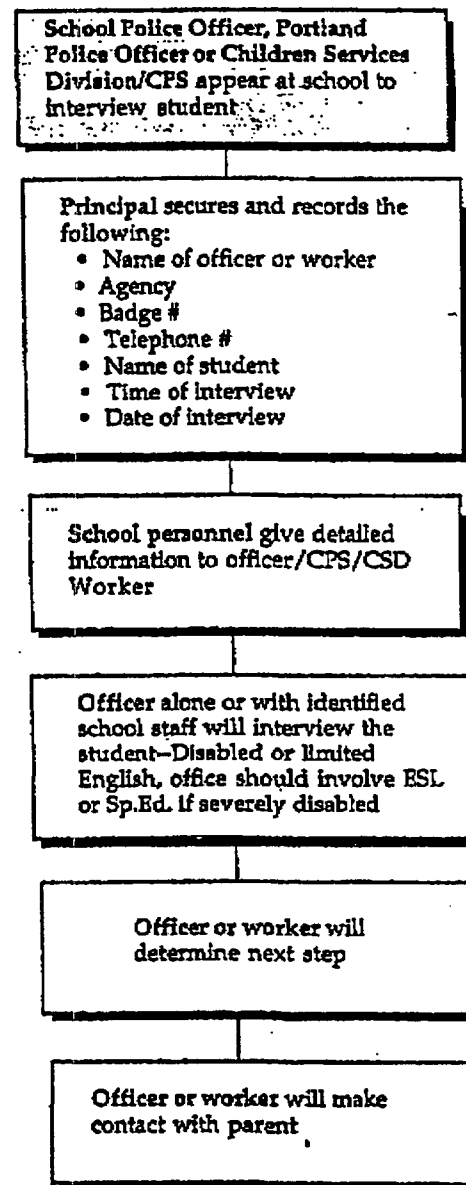 School Police Officer, Portland
Police Officer or Children Services
Division/CPS appear at school to
interview student
Principal secures and records the
following:
• Name of officer or worker
• Agency
• Badge #
• Telephone #
• Name of student
• Time of interview
• Date of interview
School personnel give detailed
information to officer/CPS/CSD
Worker
Officer alone or with identified
school staff will interview the
student–Disabled or limited
English, office should involve ESL
or Sp.Ed. if severely disabled
Officer or worker will
determine next step
Officer or worker will make
contact with parent